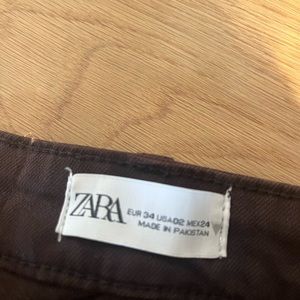 ZARA
EUR 34 USA 02 MEX 24
MADE IN PAKISTAN